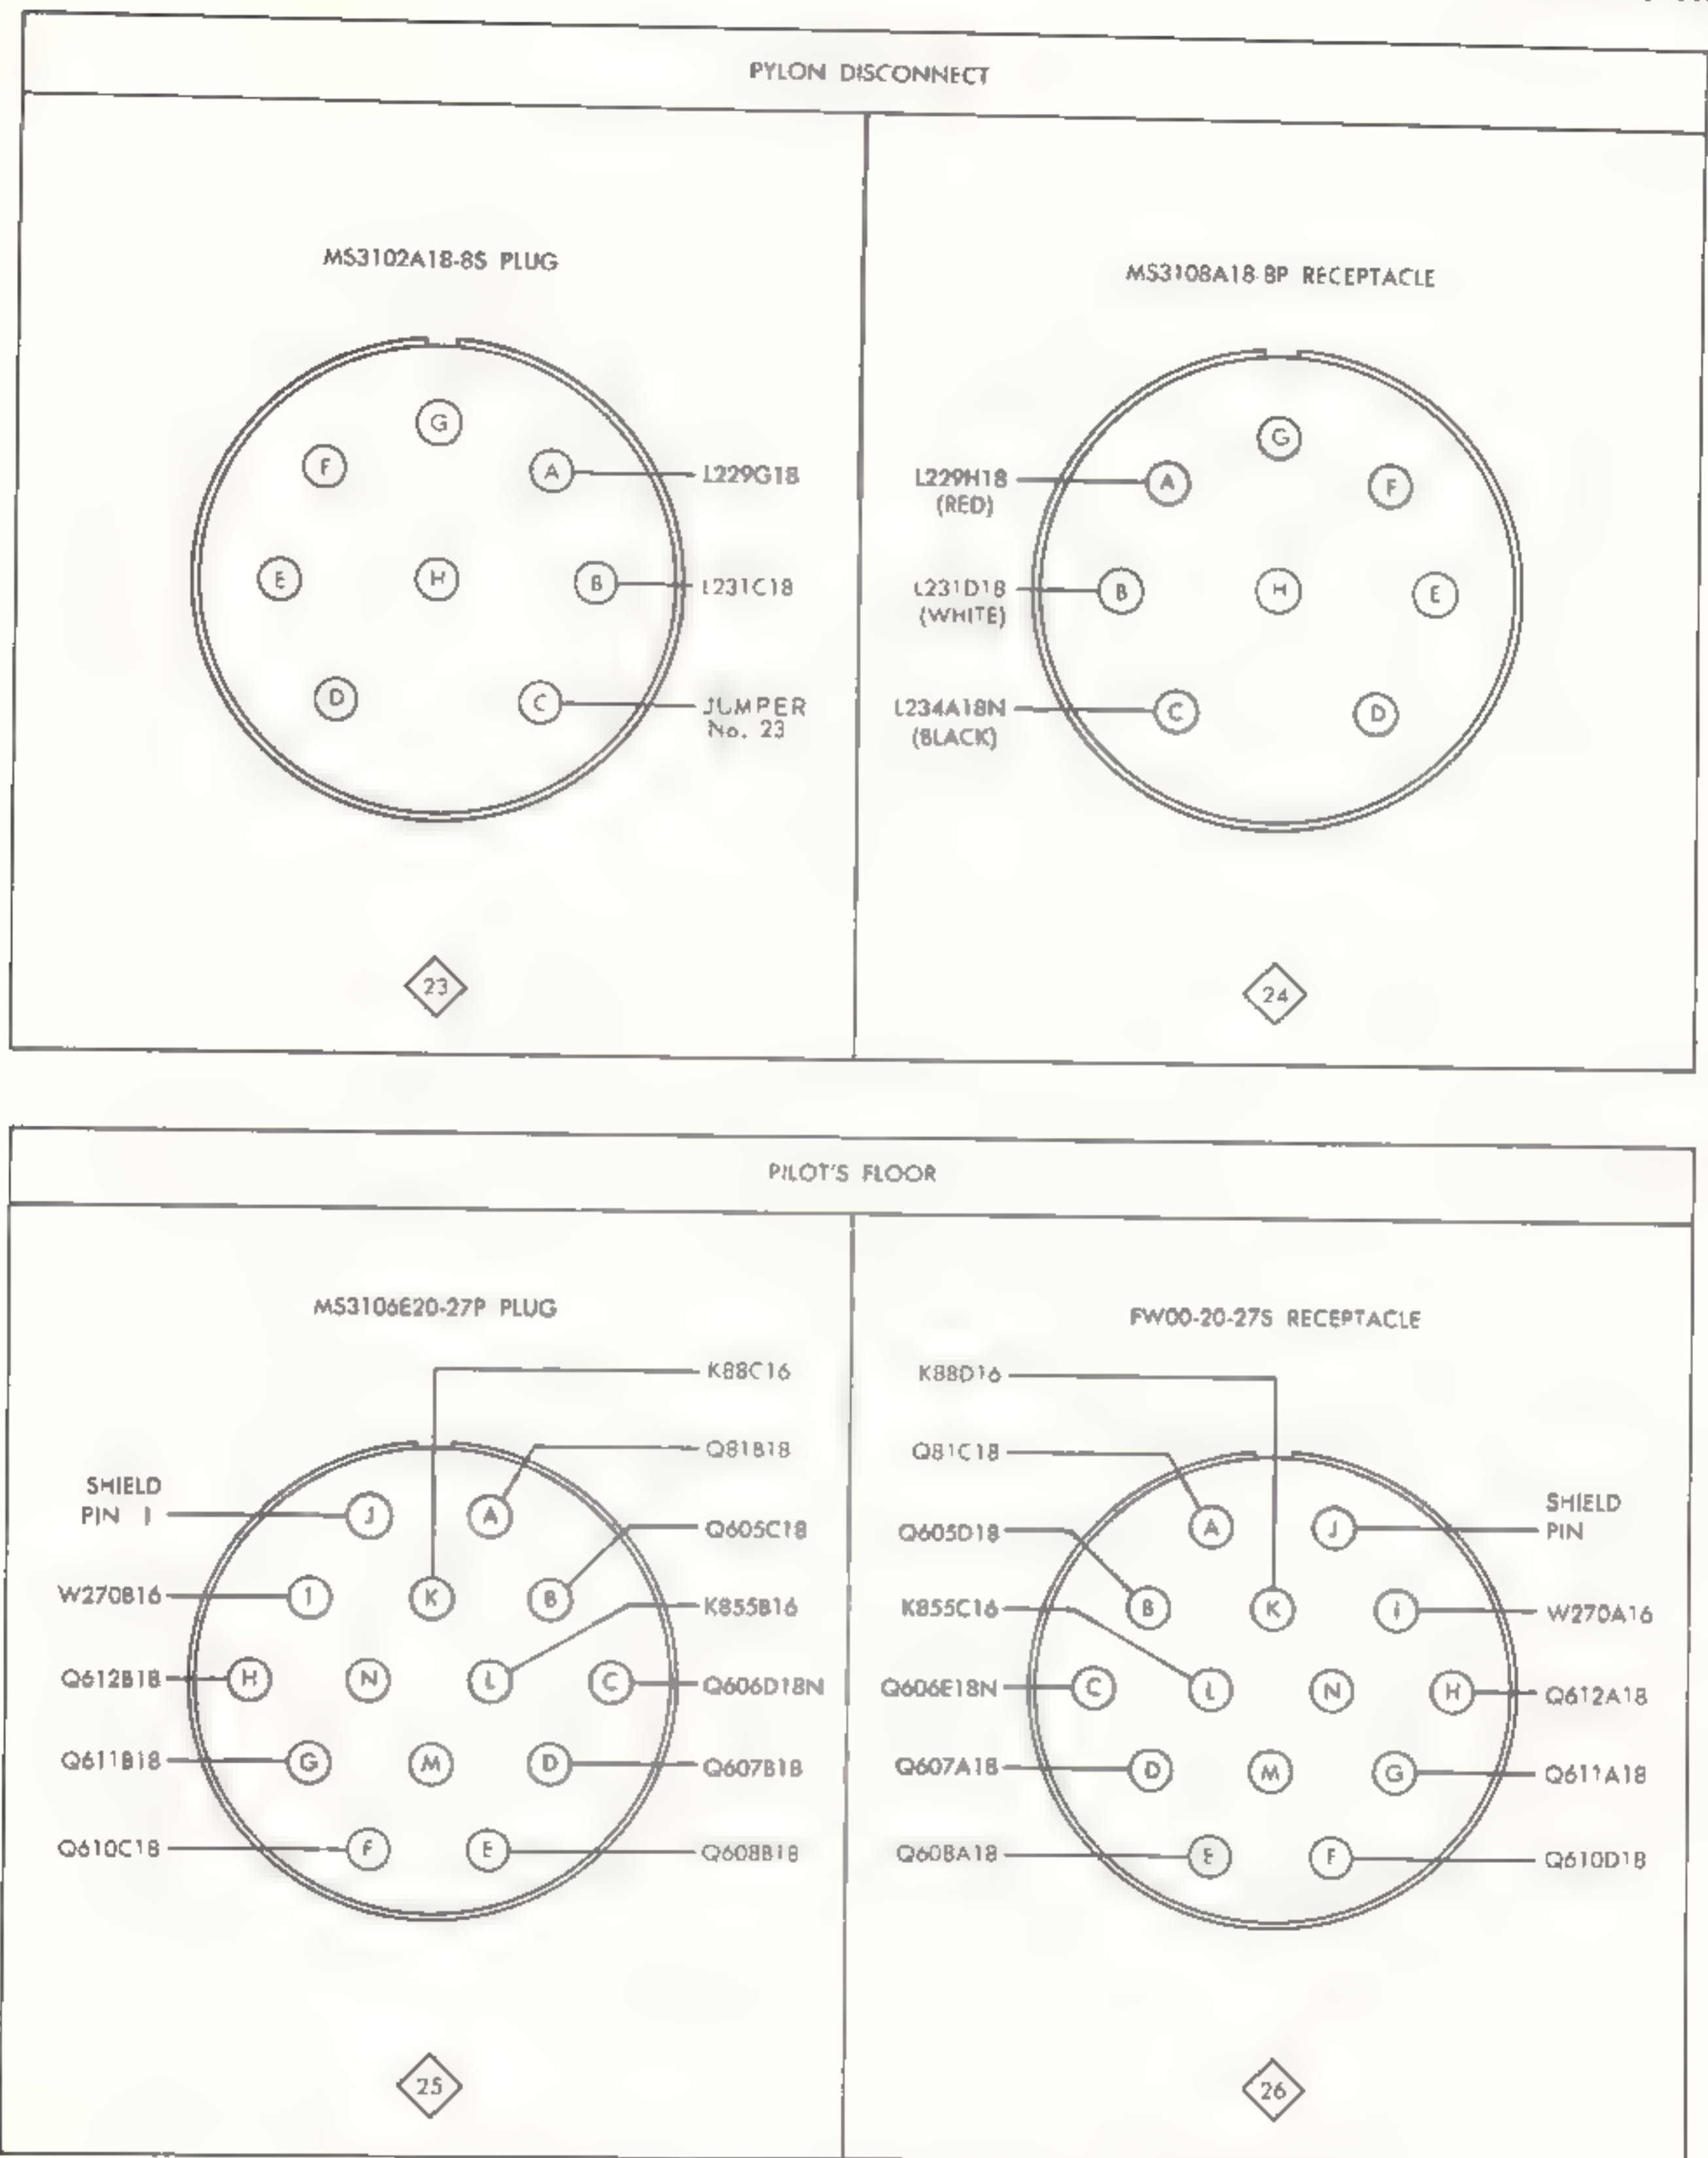 PYLON DISCONNECT
MS3102A18-8S PLUG
G
F
A
L229G18
E
H
B
L231C18
D
C
JUMPER
No. 23
23
MS3108A18-8P RECEPTACLE
G
L229H18
(RED)
A
F
L231D18
(WHITE)
B
H
E
L234A18N
(BLACK)
C
D
24
PILOT'S FLOOR
MS3106E20-27P PLUG
K88C16
Q81B18
SHIELD
PIN I
J
A
Q605C18
W270B16
I
K
B
K855B16
Q612B18
H
N
L
C
Q606D18N
Q611B18
G
M
D
Q607B18
Q610C18
F
E
Q608B18
25
FW00-20-27S RECEPTACLE
K88D16
Q81C18
A
J
SHIELD
PIN
Q605D18
B
K
I
W270A16
K855C16
Q606E18N
C
L
N
H
Q612A18
Q607A18
D
M
G
Q611A18
Q608A18
E
F
Q610D18
26